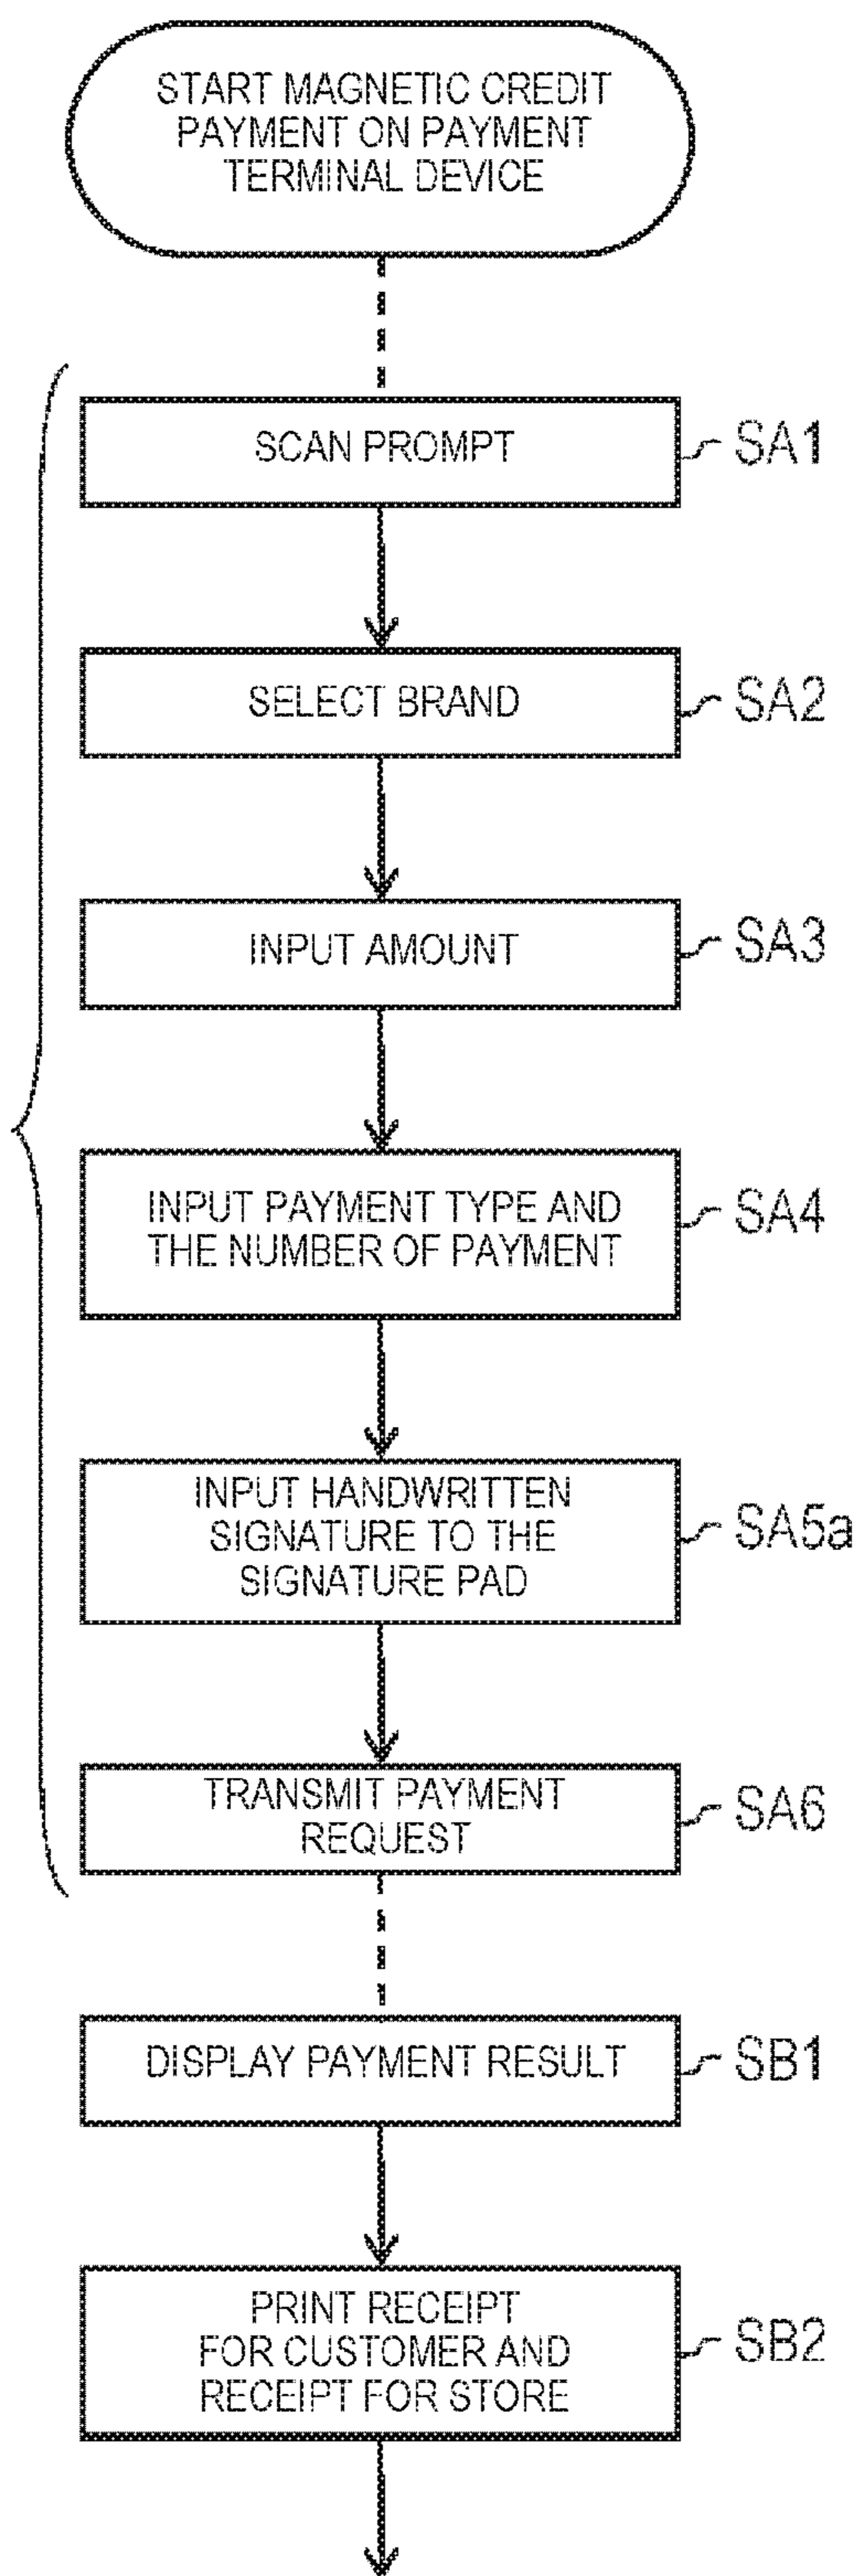 START MAGNETIC CREDIT
PAYMENT ON PAYMENT
TERMINAL DEVICE
SCAN PROMPT
SA1
SELECT BRAND
SA2
INPUT AMOUNT
SA3
INPUT PAYMENT TYPE AND
THE NUMBER OF PAYMENT
SA4
INPUT HANDWRITTEN
SIGNATURE TO THE
SIGNATURE PAD
SA5a
TRANSMIT PAYMENT
REQUEST
SA6
DISPLAY PAYMENT RESULT
SB1
PRINT RECEIPT
FOR CUSTOMER AND
RECEIPT FOR STORE
SB2